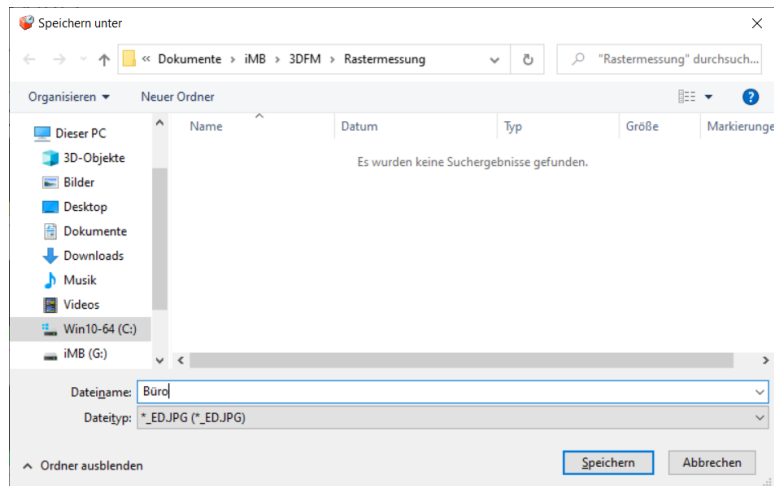 Speichern unter
« Dokumente › iMB › 3DFM › Rastermessung "Rastermessung" durchsuch...
Organisieren Neuer Ordner ?
Name Datum Typ Größe Markierunge
Es wurden keine Suchergebnisse gefunden.
Dieser PC
3D-Objekte
Bilder
Desktop
Dokumente
Downloads
Musik
Videos
Win10-64 (C:)
iMB (G:)
Dateiname: Büro
Dateityp: *_ED.JPG (*_ED.JPG)
Ordner ausblenden Speichern Abbrechen